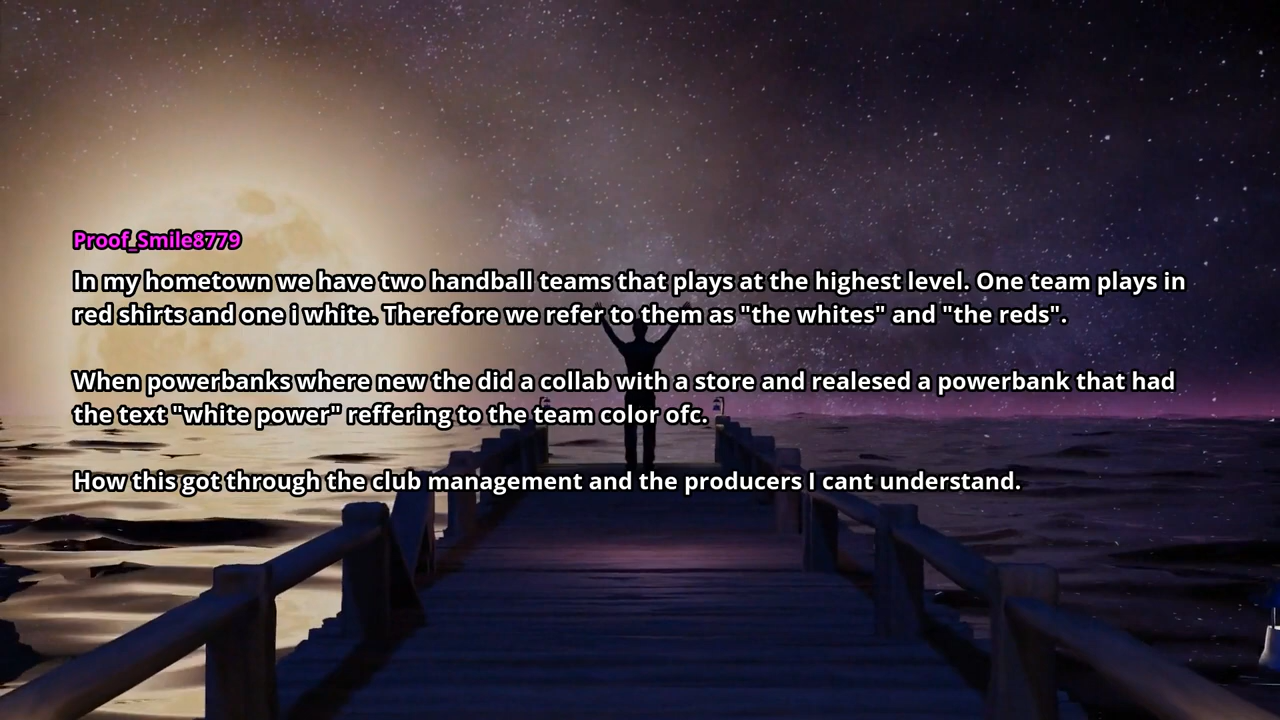 Proof_Smile8779
In my hometown we have two handball teams that plays at the highest level. One team plays in
red shirts and one i white. Therefore we refer to them as "the whites" and "the reds".
When powerbanks where new the did a collab with a store and realesed a powerbank that had
the text "white power" reffering to the team color ofc.
How this got through the club management and the producers I cant understand.